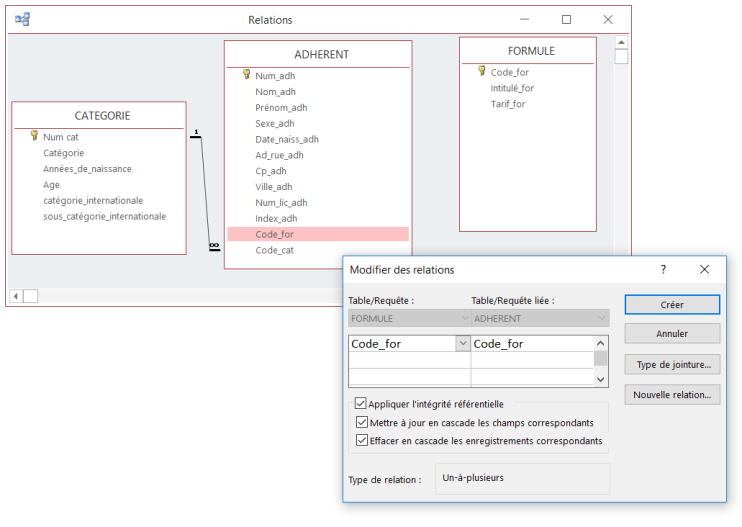 Relations
CATEGORIE
Num cat
Catégorie
Années_de_naissance
Age
catégorie_internationale
sous_catégorie_internationale
1
∞
ADHERENT
Num_adh
Nom_adh
Prénom_adh
Sexe_adh
Date_naiss_adh
Ad_rue_adh
Cp_adh
Ville_adh
Num_lic_adh
Index_adh
Code_for
Code_cat
FORMULE
Code_for
Intitulé_for
Tarif_for
Modifier des relations
?
Table/Requête : Table/Requête liée :
FORMULE ADHERENT
Code_for Code_for
Appliquer l'intégrité référentielle
Mettre à jour en cascade les champs correspondants
Effacer en cascade les enregistrements correspondants
Type de relation : Un-à-plusieurs
Créer
Annuler
Type de jointure...
Nouvelle relation...